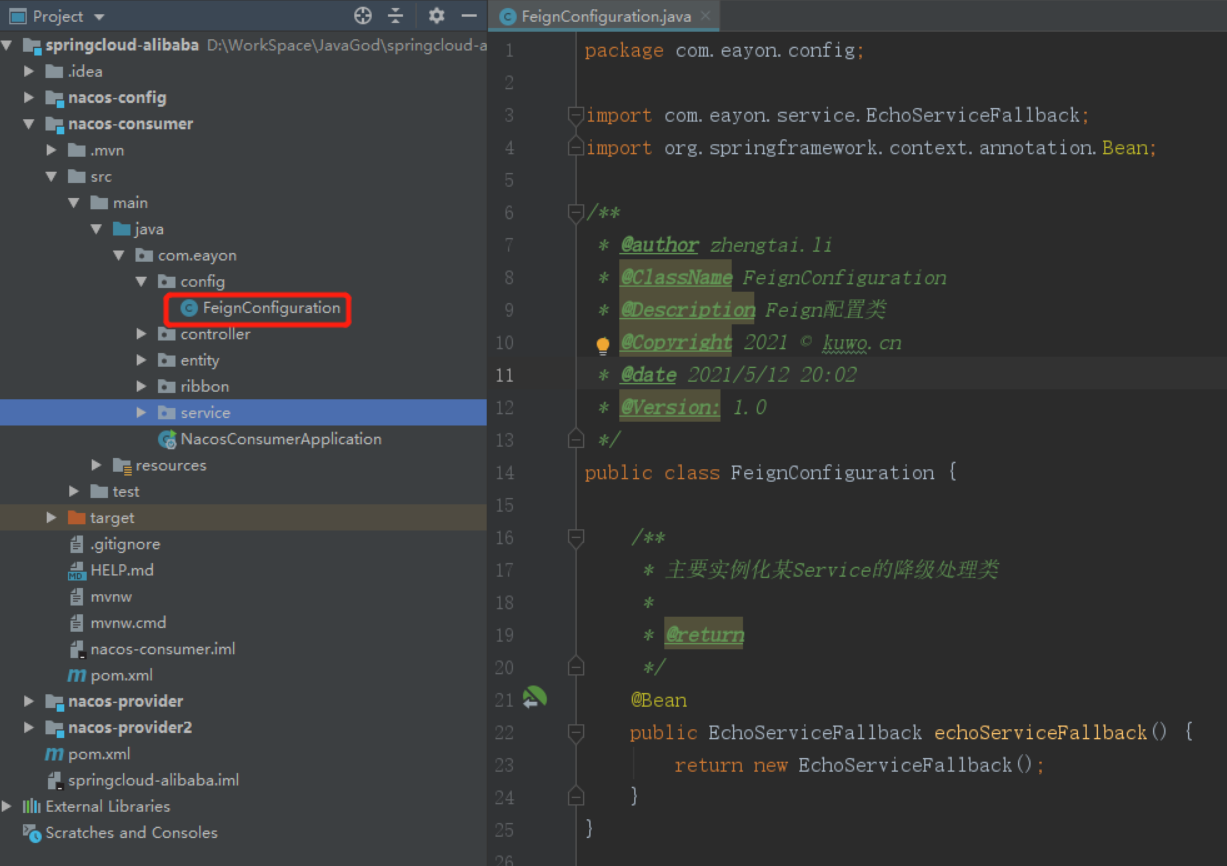 Project
springcloud-alibaba D:\WorkSpace\JavaGod\springcloud-a
.idea
nacos-config
nacos-consumer
.mvn
src
main
java
com.eayon
config
FeignConfiguration
controller
entity
ribbon
service
NacosConsumerApplication
resources
test
target
.gitignore
HELP.md
mvnw
mvnw.cmd
nacos-consumer.iml
pom.xml
nacos-provider
nacos-provider2
pom.xml
springcloud-alibaba.iml
External Libraries
Scratches and Consoles
FeignConfiguration.java
1 package com.eayon.config;
2
3 import com.eayon.service.EchoServiceFallback;
4 import org.springframework.context.annotation.Bean;
5
6 /**
7 * @author zhengtai.li
8 * @ClassName FeignConfiguration
9 * @Description Feign配置类
10 * @Copyright 2021 © kuwo.cn
11 * @date 2021/5/12 20:02
12 * @Version: 1.0
13 */
14 public class FeignConfiguration {
15
16 /**
17 * 主要实例化某Service的降级处理类
18 *
19 * @return
20 */
21 @Bean
22 public EchoServiceFallback echoServiceFallback() {
23 return new EchoServiceFallback();
24 }
25 }
26